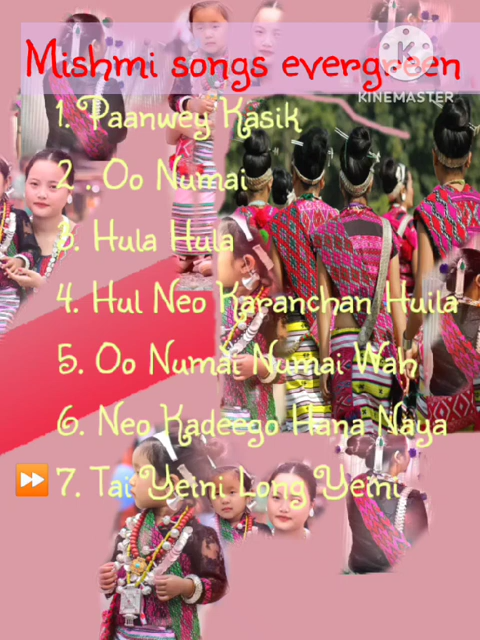 Mishmi songs evergreen
KINEMASTER
1. Paanwey Kasik
2 . Oo Numai
3. Hula Hula
4. Hul Neo Karanchan Huila
5. Oo Numai Numai Wah
6. Neo Kadeego Hana Naya
7. Tai Yeini Long Yeini